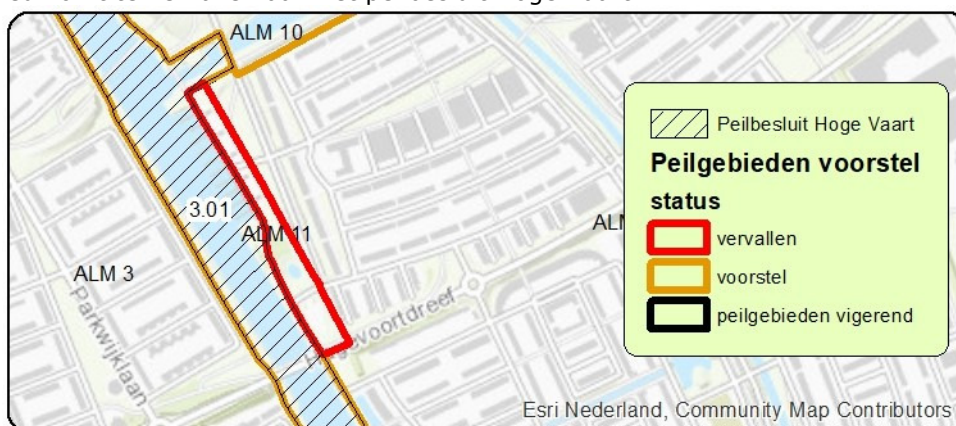 ALM 10
Peilbesluit Hoge Vaart
Peilgebieden voorstel
status
3.01
vervallen
ALM 11
ALM 3
voorstel
Parkwijklaan
peilgebieden vigerend
Esri Nederland, Community Map Contributors